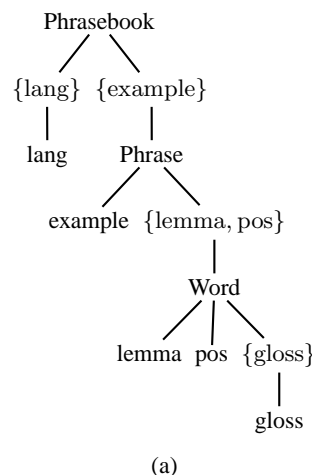 Phrasebook
{lang} {example}
lang Phrase
example {lemma, pos}
Word
lemma pos {gloss}
gloss
(a)